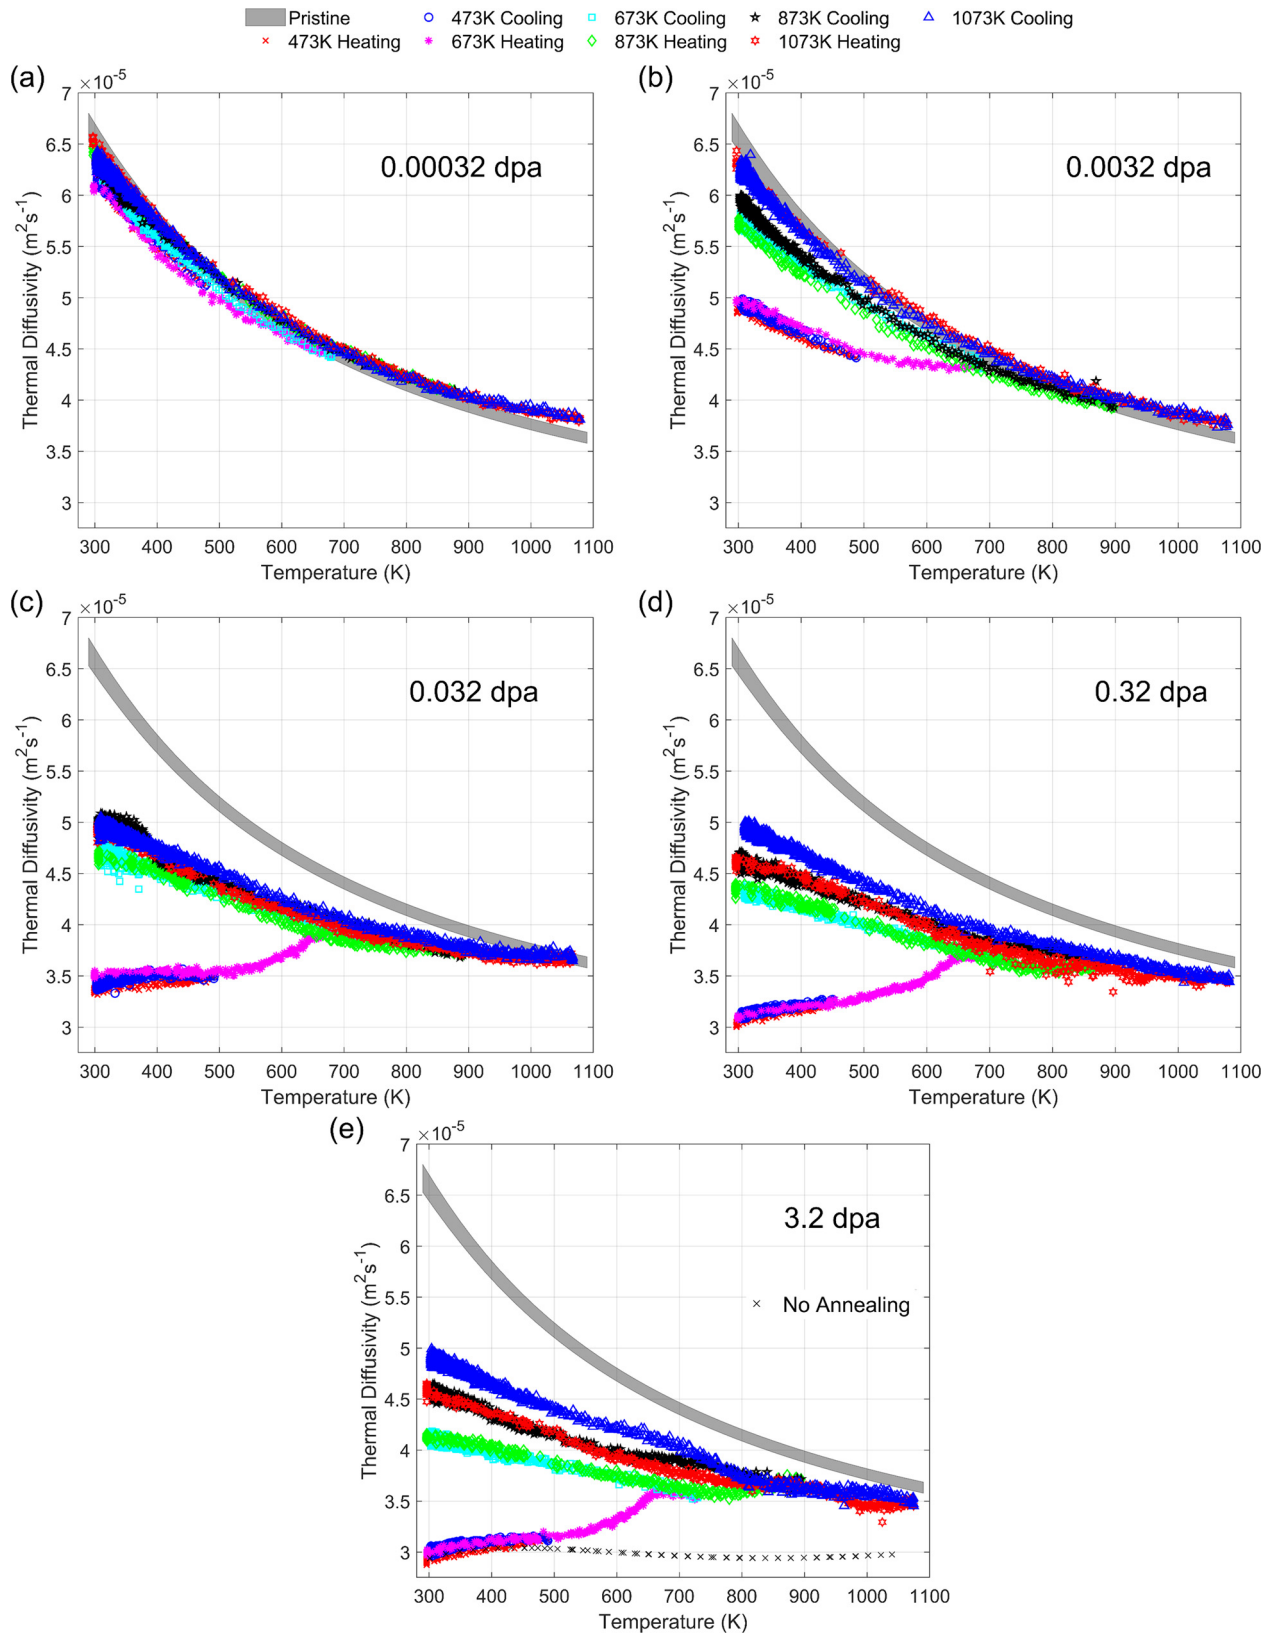 Pristine 473K Cooling 673K Cooling 873K Cooling 1073K Cooling
473K Heating 673K Heating 873K Heating 1073K Heating
(a)
×10⁻⁵
7
6.5
6
5.5
5
4.5
4
3.5
3
Thermal Diffusivity (m²s⁻¹)
0.00032 dpa
300 400 500 600 700 800 900 1000 1100
Temperature (K)
(b)
×10⁻⁵
7
6.5
6
5.5
5
4.5
4
3.5
3
Thermal Diffusivity (m²s⁻¹)
0.0032 dpa
300 400 500 600 700 800 900 1000 1100
Temperature (K)
(c)
×10⁻⁵
7
6.5
6
5.5
5
4.5
4
3.5
3
Thermal Diffusivity (m²s⁻¹)
0.032 dpa
300 400 500 600 700 800 900 1000 1100
Temperature (K)
(d)
×10⁻⁵
7
6.5
6
5.5
5
4.5
4
3.5
3
Thermal Diffusivity (m²s⁻¹)
0.32 dpa
300 400 500 600 700 800 900 1000 1100
Temperature (K)
(e)
×10⁻⁵
7
6.5
6
5.5
5
4.5
4
3.5
3
Thermal Diffusivity (m²s⁻¹)
3.2 dpa
No Annealing
300 400 500 600 700 800 900 1000 1100
Temperature (K)